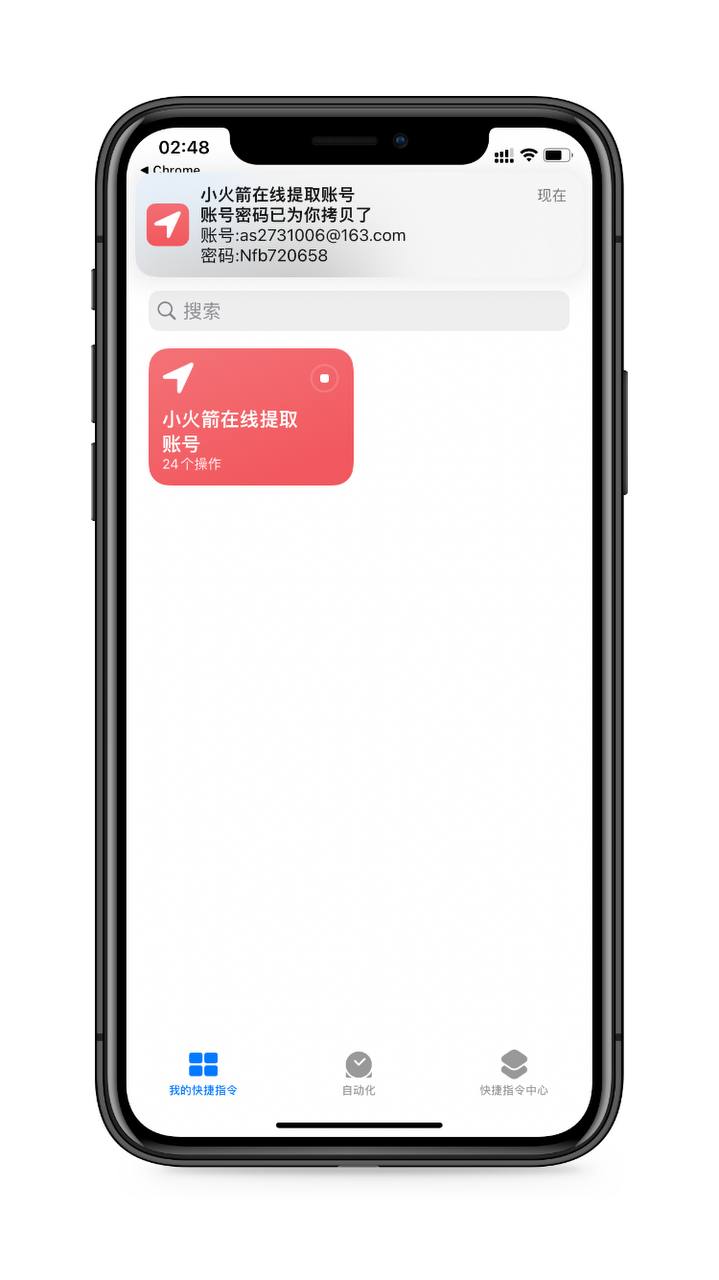 02:48
◀ Chrome
小火箭在线提取账号
现在
账号密码已为你拷贝了
账号:as2731006@163.com
密码:Nfb720658
搜索
小火箭在线提取
账号
24个操作
我的快捷指令
自动化
快捷指令中心